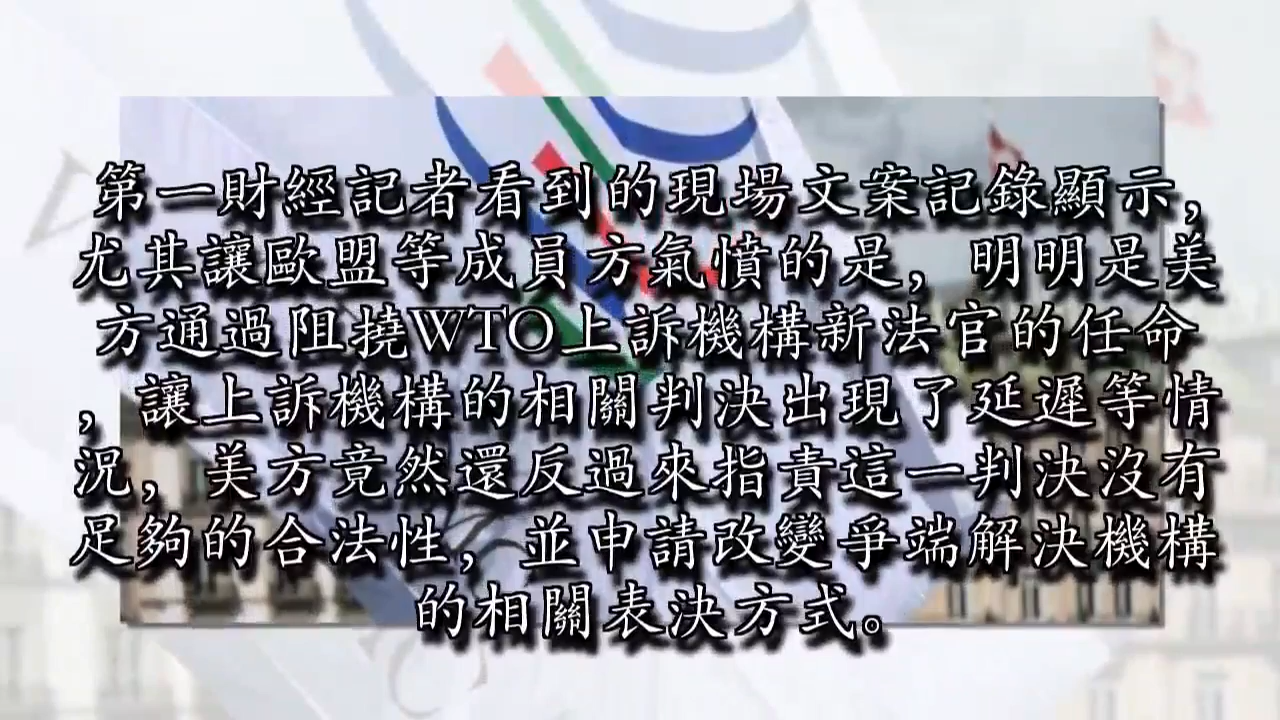 第一財經記者看到的現場文案記錄顯示，
尤其讓歐盟等成員方氣憤的是，明明是美
方通過阻撓WTO上訴機構新法官的任命
，讓上訴機構的相關判決出現了延遲等情
況，美方竟然還反過來指責這一判決沒有
足夠的合法性，並申請改變爭端解決機構
的相關表決方式。